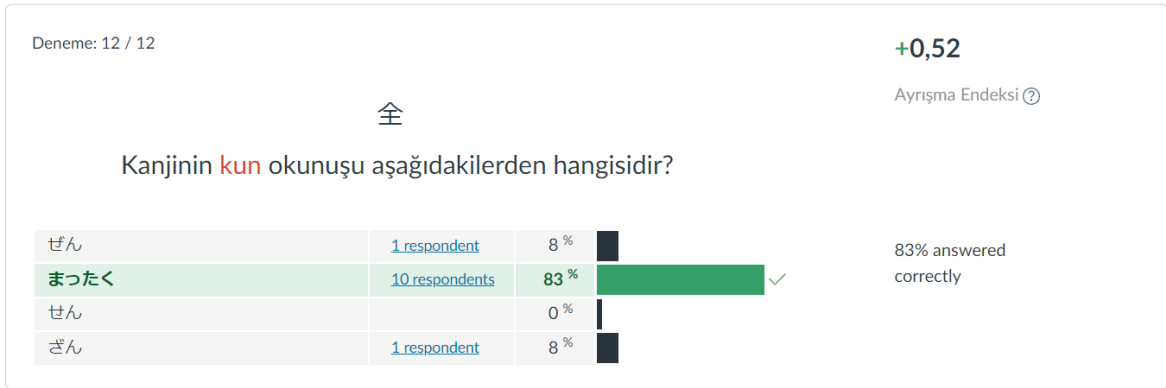 Deneme: 12 / 12
+0,52
Ayrışma Endeksi ?
全
Kanjinin kun okunuşu aşağıdakilerden hangisidir?
ぜん 1 respondent 8 %
まったく 10 respondents 83 %
せん 0 %
ざん 1 respondent 8 %
83% answered
correctly